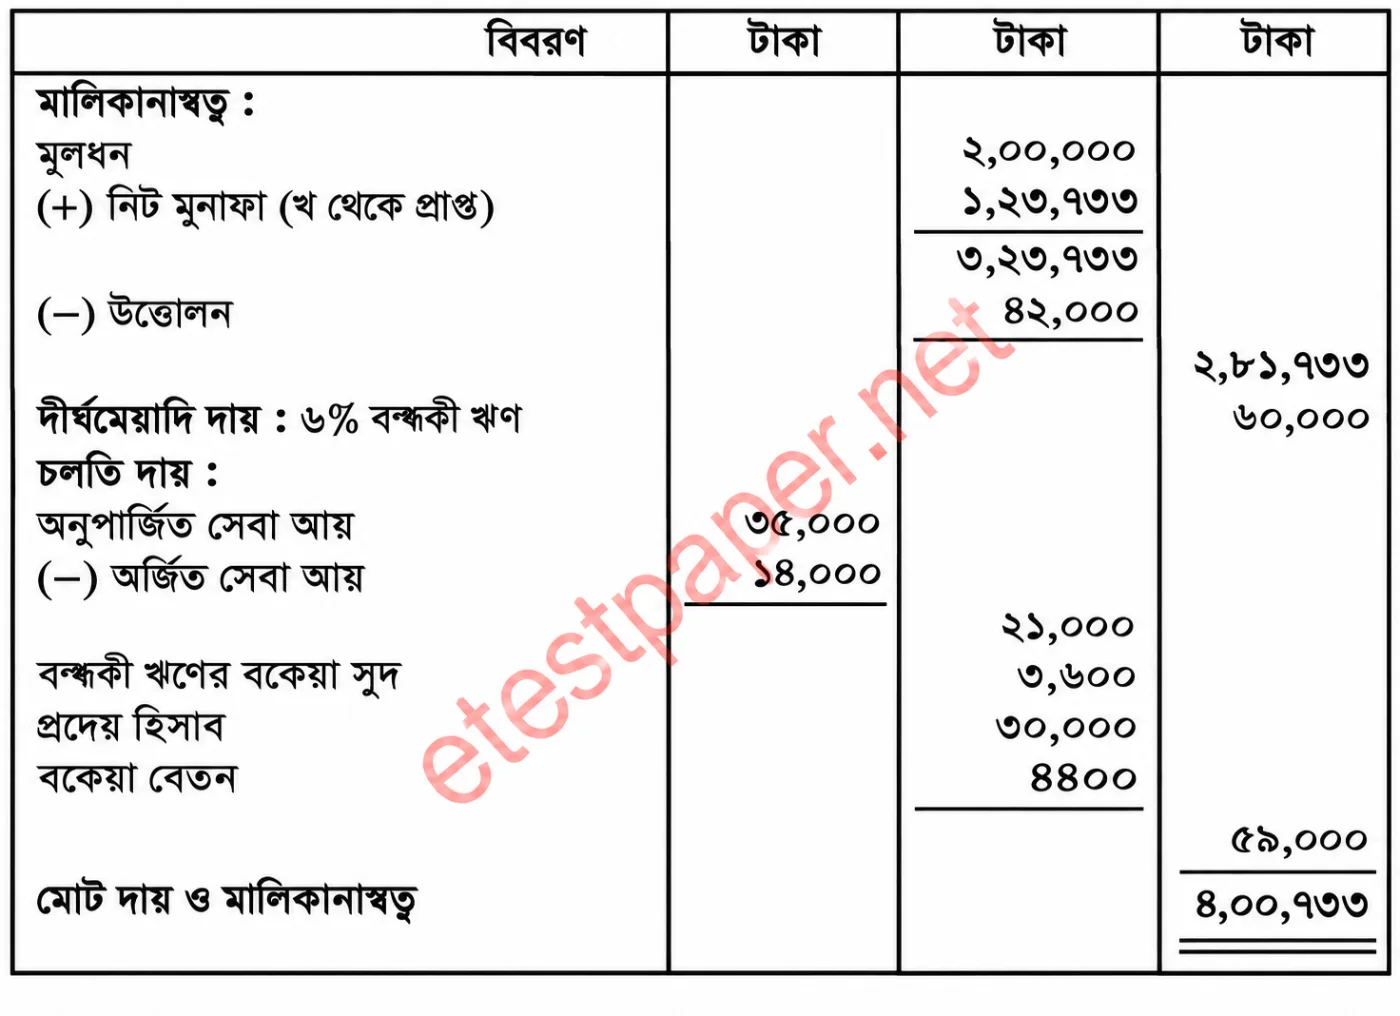 বিবরণ টাকা টাকা টাকা
মালিকানাস্বত্ব :
মুলধন ২,০০,০০০
(+) নিট মুনাফা (খ থেকে প্রাপ্ত) ১,২৩,৭৩৩
৩,২৩,৭৩৩
(−) উত্তোলন ৪২,০০০
২,৮১,৭৩৩
দীর্ঘমেয়াদি দায় : ৬% বন্ধকী ঋণ ৬০,০০০
চলতি দায় :
অনুপার্জিত সেবা আয় ৩৫,০০০
(−) অর্জিত সেবা আয় ১৪,০০০
২১,০০০
বন্ধকী ঋণের বকেয়া সুদ ৩,৬০০
প্রদেয় হিসাব ৩০,০০০
বকেয়া বেতন ৪৪০০
৫৯,০০০
মোট দায় ও মালিকানাস্বত্ব ৪,০০,৭৩৩
etestpaper.net